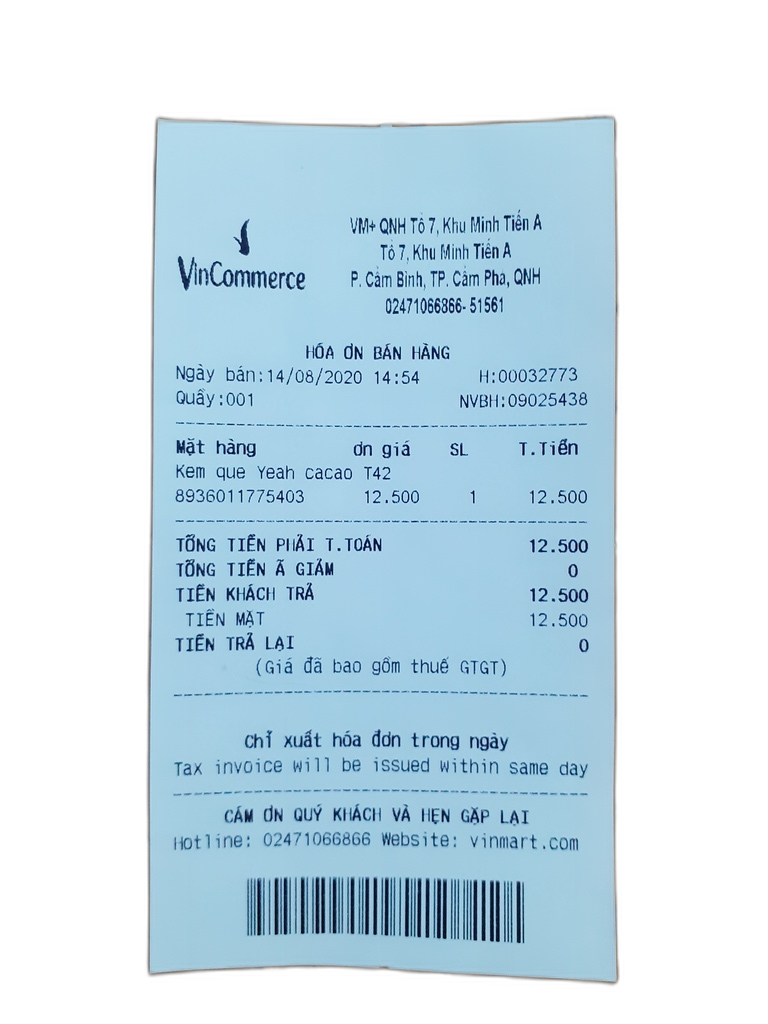 VinCommerce
VM+ QNH Tổ 7, Khu Minh Tiến A
Tổ 7, Khu Minh Tiến A
P. Cẩm Bình, TP. Cẩm Phả, QNH
02471066866- 51561
HÓA ƠN BÁN HÀNG
Ngày bán:14/08/2020 14:54 H:00032773
Quầy:001 NVBH:09025438
Mặt hàng ơn giá SL T.Tiền
Kem que Yeah cacao T42
8936011775403 12.500 1 12.500
TỔNG TIỀN PHẢI T.TOÁN 12.500
TỔNG TIỀN Ã GIẢM 0
TIỀN KHÁCH TRẢ 12.500
TIỀN MẶT 12.500
TIỀN TRẢ LẠI 0
(Giá đã bao gồm thuế GTGT)
Chỉ xuất hóa đơn trong ngày
Tax invoice will be issued within same day
CÁM ƠN QUÝ KHÁCH VÀ HẸN GẶP LẠI
Hotline: 02471066866 Website: vinmart.com